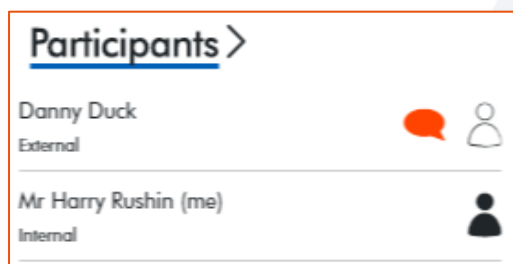 Participants >
Danny Duck
External
Mr Harry Rushin (me)
Internal